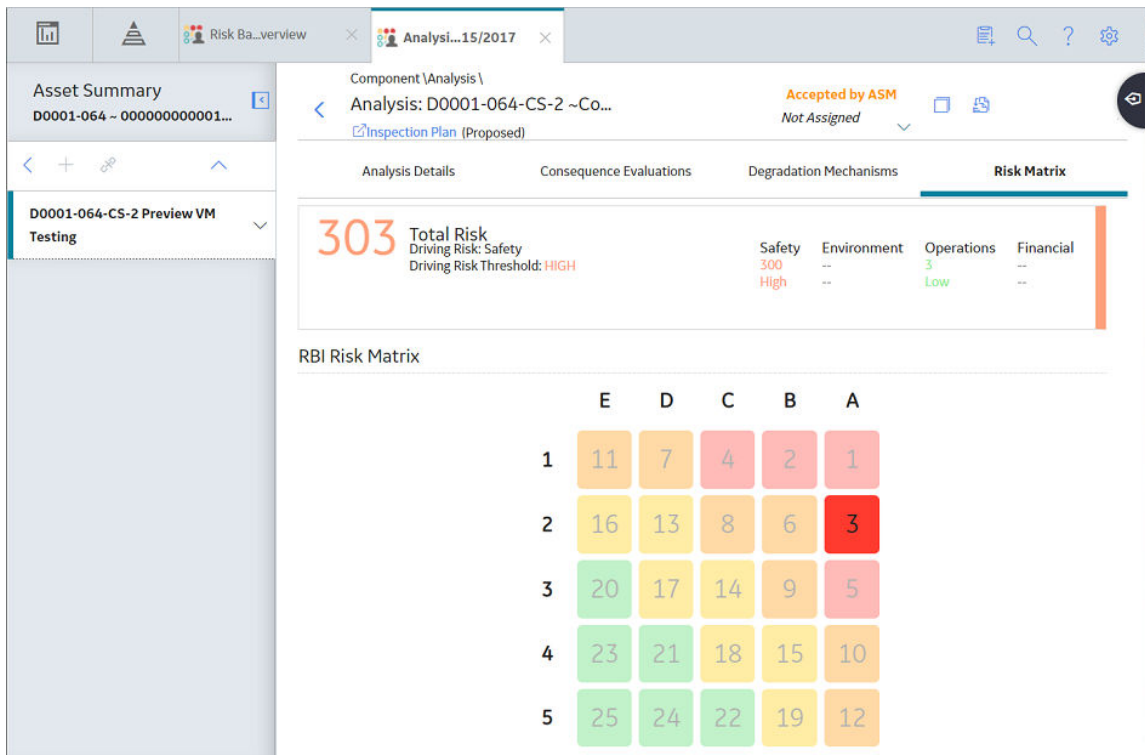 Risk Ba...verview
Analysi...15/2017
Asset Summary
D0001-064 ~ 000000000001...
D0001-064-CS-2 Preview VM
Testing
Component \Analysis \
Analysis: D0001-064-CS-2 ~Co...
Inspection Plan (Proposed)
Accepted by ASM
Not Assigned
Analysis Details Consequence Evaluations Degradation Mechanisms Risk Matrix
303
Total Risk
Driving Risk: Safety
Driving Risk Threshold: HIGH
Safety Environment Operations Financial
300 -- 3 --
High -- Low --
RBI Risk Matrix
E D C B A
1 11 7 4 2 1
2 16 13 8 6 3
3 20 17 14 9 5
4 23 21 18 15 10
5 25 24 22 19 12